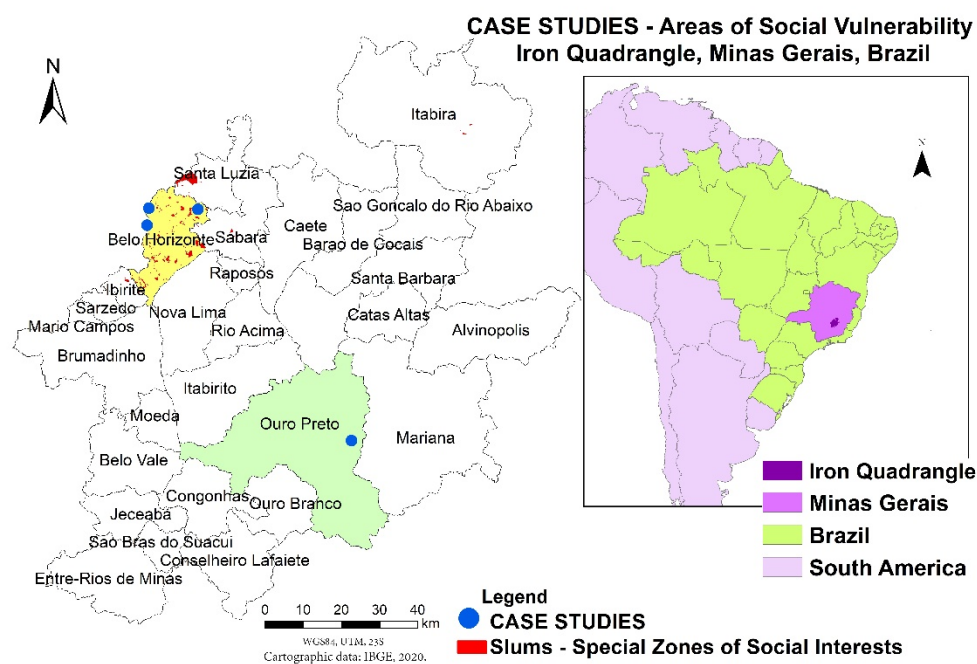 CASE STUDIES - Areas of Social Vulnerability
Iron Quadrangle, Minas Gerais, Brazil
N
N
Itabira
Santa Luzia
Sao Goncalo do Rio Abaixo
Caete
Belo Horizonte
Sabara
Barao de Cocais
Raposos
Santa Barbara
Ibirite
Sarzedo
Nova Lima
Catas Altas
Mario Campos
Rio Acima
Alvinopolis
Brumadinho
Itabirito
Moeda
Ouro Preto
Mariana
Belo Vale
Congonhas
Ouro Branco
Jeceaba
Sao Bras do Suacui
Conselheiro Lafaiete
Entre-Rios de Minas
Iron Quadrangle
Minas Gerais
Brazil
South America
0 10 20 30 40
km
WGS84, UTM, 23S
Cartographic data: IBGE, 2020.
Legend
CASE STUDIES
Slums - Special Zones of Social Interests